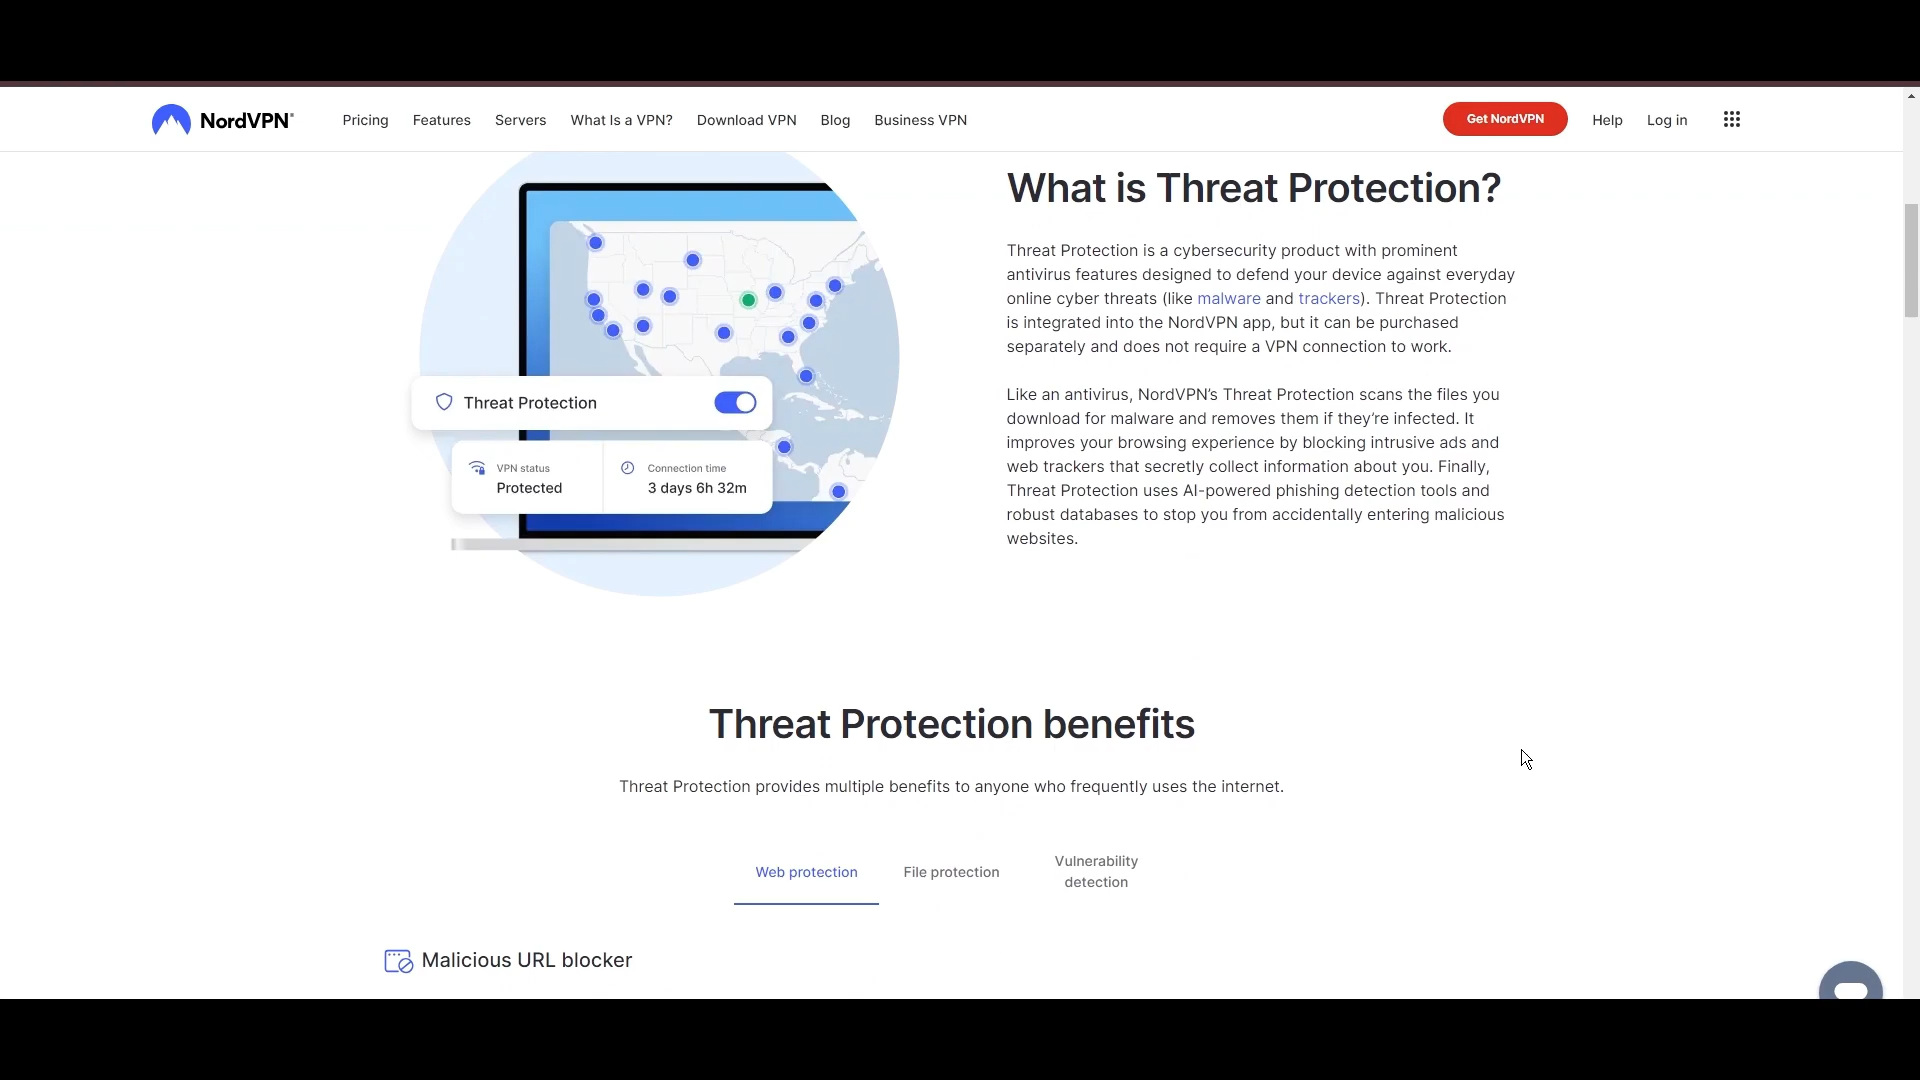 NordVPN®
Pricing
Features
Servers
What Is a VPN?
Download VPN
Blog
Business VPN
Get NordVPN
Help
Log in
Threat Protection
VPN status
Protected
Connection time
3 days 6h 32m
What is Threat Protection?
Threat Protection is a cybersecurity product with prominent
antivirus features designed to defend your device against everyday
online cyber threats (like malware and trackers). Threat Protection
is integrated into the NordVPN app, but it can be purchased
separately and does not require a VPN connection to work.
Like an antivirus, NordVPN’s Threat Protection scans the files you
download for malware and removes them if they’re infected. It
improves your browsing experience by blocking intrusive ads and
web trackers that secretly collect information about you. Finally,
Threat Protection uses AI-powered phishing detection tools and
robust databases to stop you from accidentally entering malicious
websites.
Threat Protection benefits
Threat Protection provides multiple benefits to anyone who frequently uses the internet.
Web protection
File protection
Vulnerability
detection
Malicious URL blocker